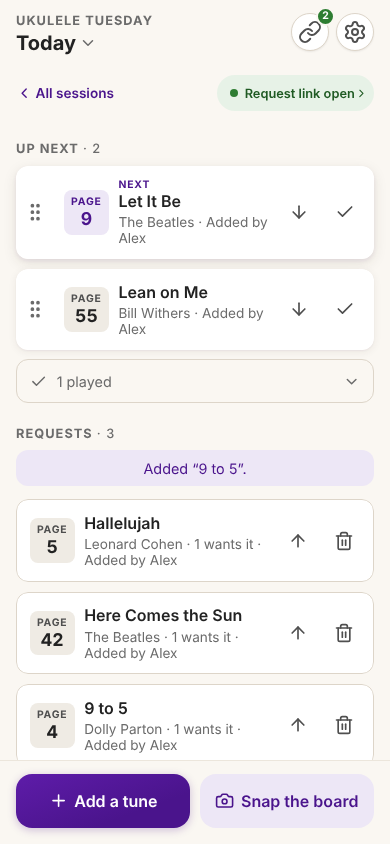 UKULELE TUESDAY
Today
2
All sessions
Request link open
UP NEXT · 2
PAGE
9
NEXT
Let It Be
The Beatles · Added by
Alex
PAGE
55
Lean on Me
Bill Withers · Added by
Alex
1 played
REQUESTS · 3
Added “9 to 5”.
PAGE
5
Hallelujah
Leonard Cohen · 1 wants it ·
Added by Alex
PAGE
42
Here Comes the Sun
The Beatles · 1 wants it ·
Added by Alex
PAGE
4
9 to 5
Dolly Parton · 1 wants it ·
Added by Alex
Add a tune
Snap the board